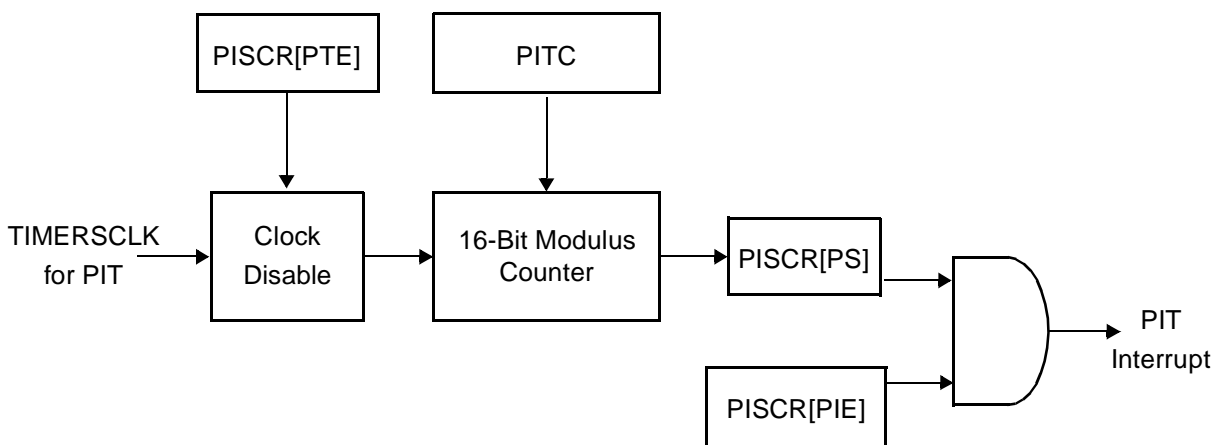 PISCR[PTE]
PITC
TIMERSCLK
for PIT
Clock
Disable
16-Bit Modulus
Counter
PISCR[PS]
PIT
Interrupt
PISCR[PIE]